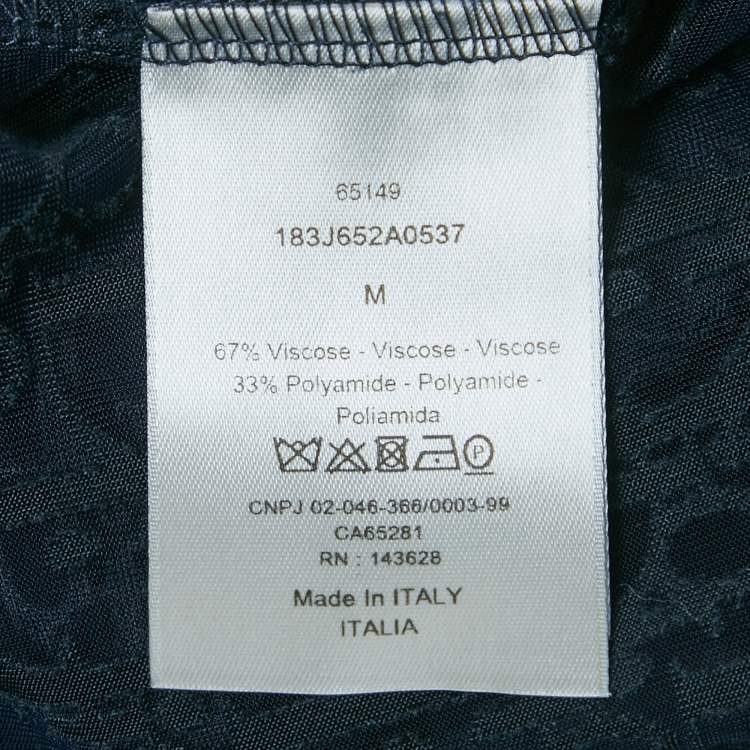 65149
183J652A0537
M
67% Viscose - Viscose - Viscose
33% Polyamide - Polyamide -
Poliamida
P
CNPJ 02-046-366/0003-99
CA65281
RN : 143628
Made In ITALY
ITALIA